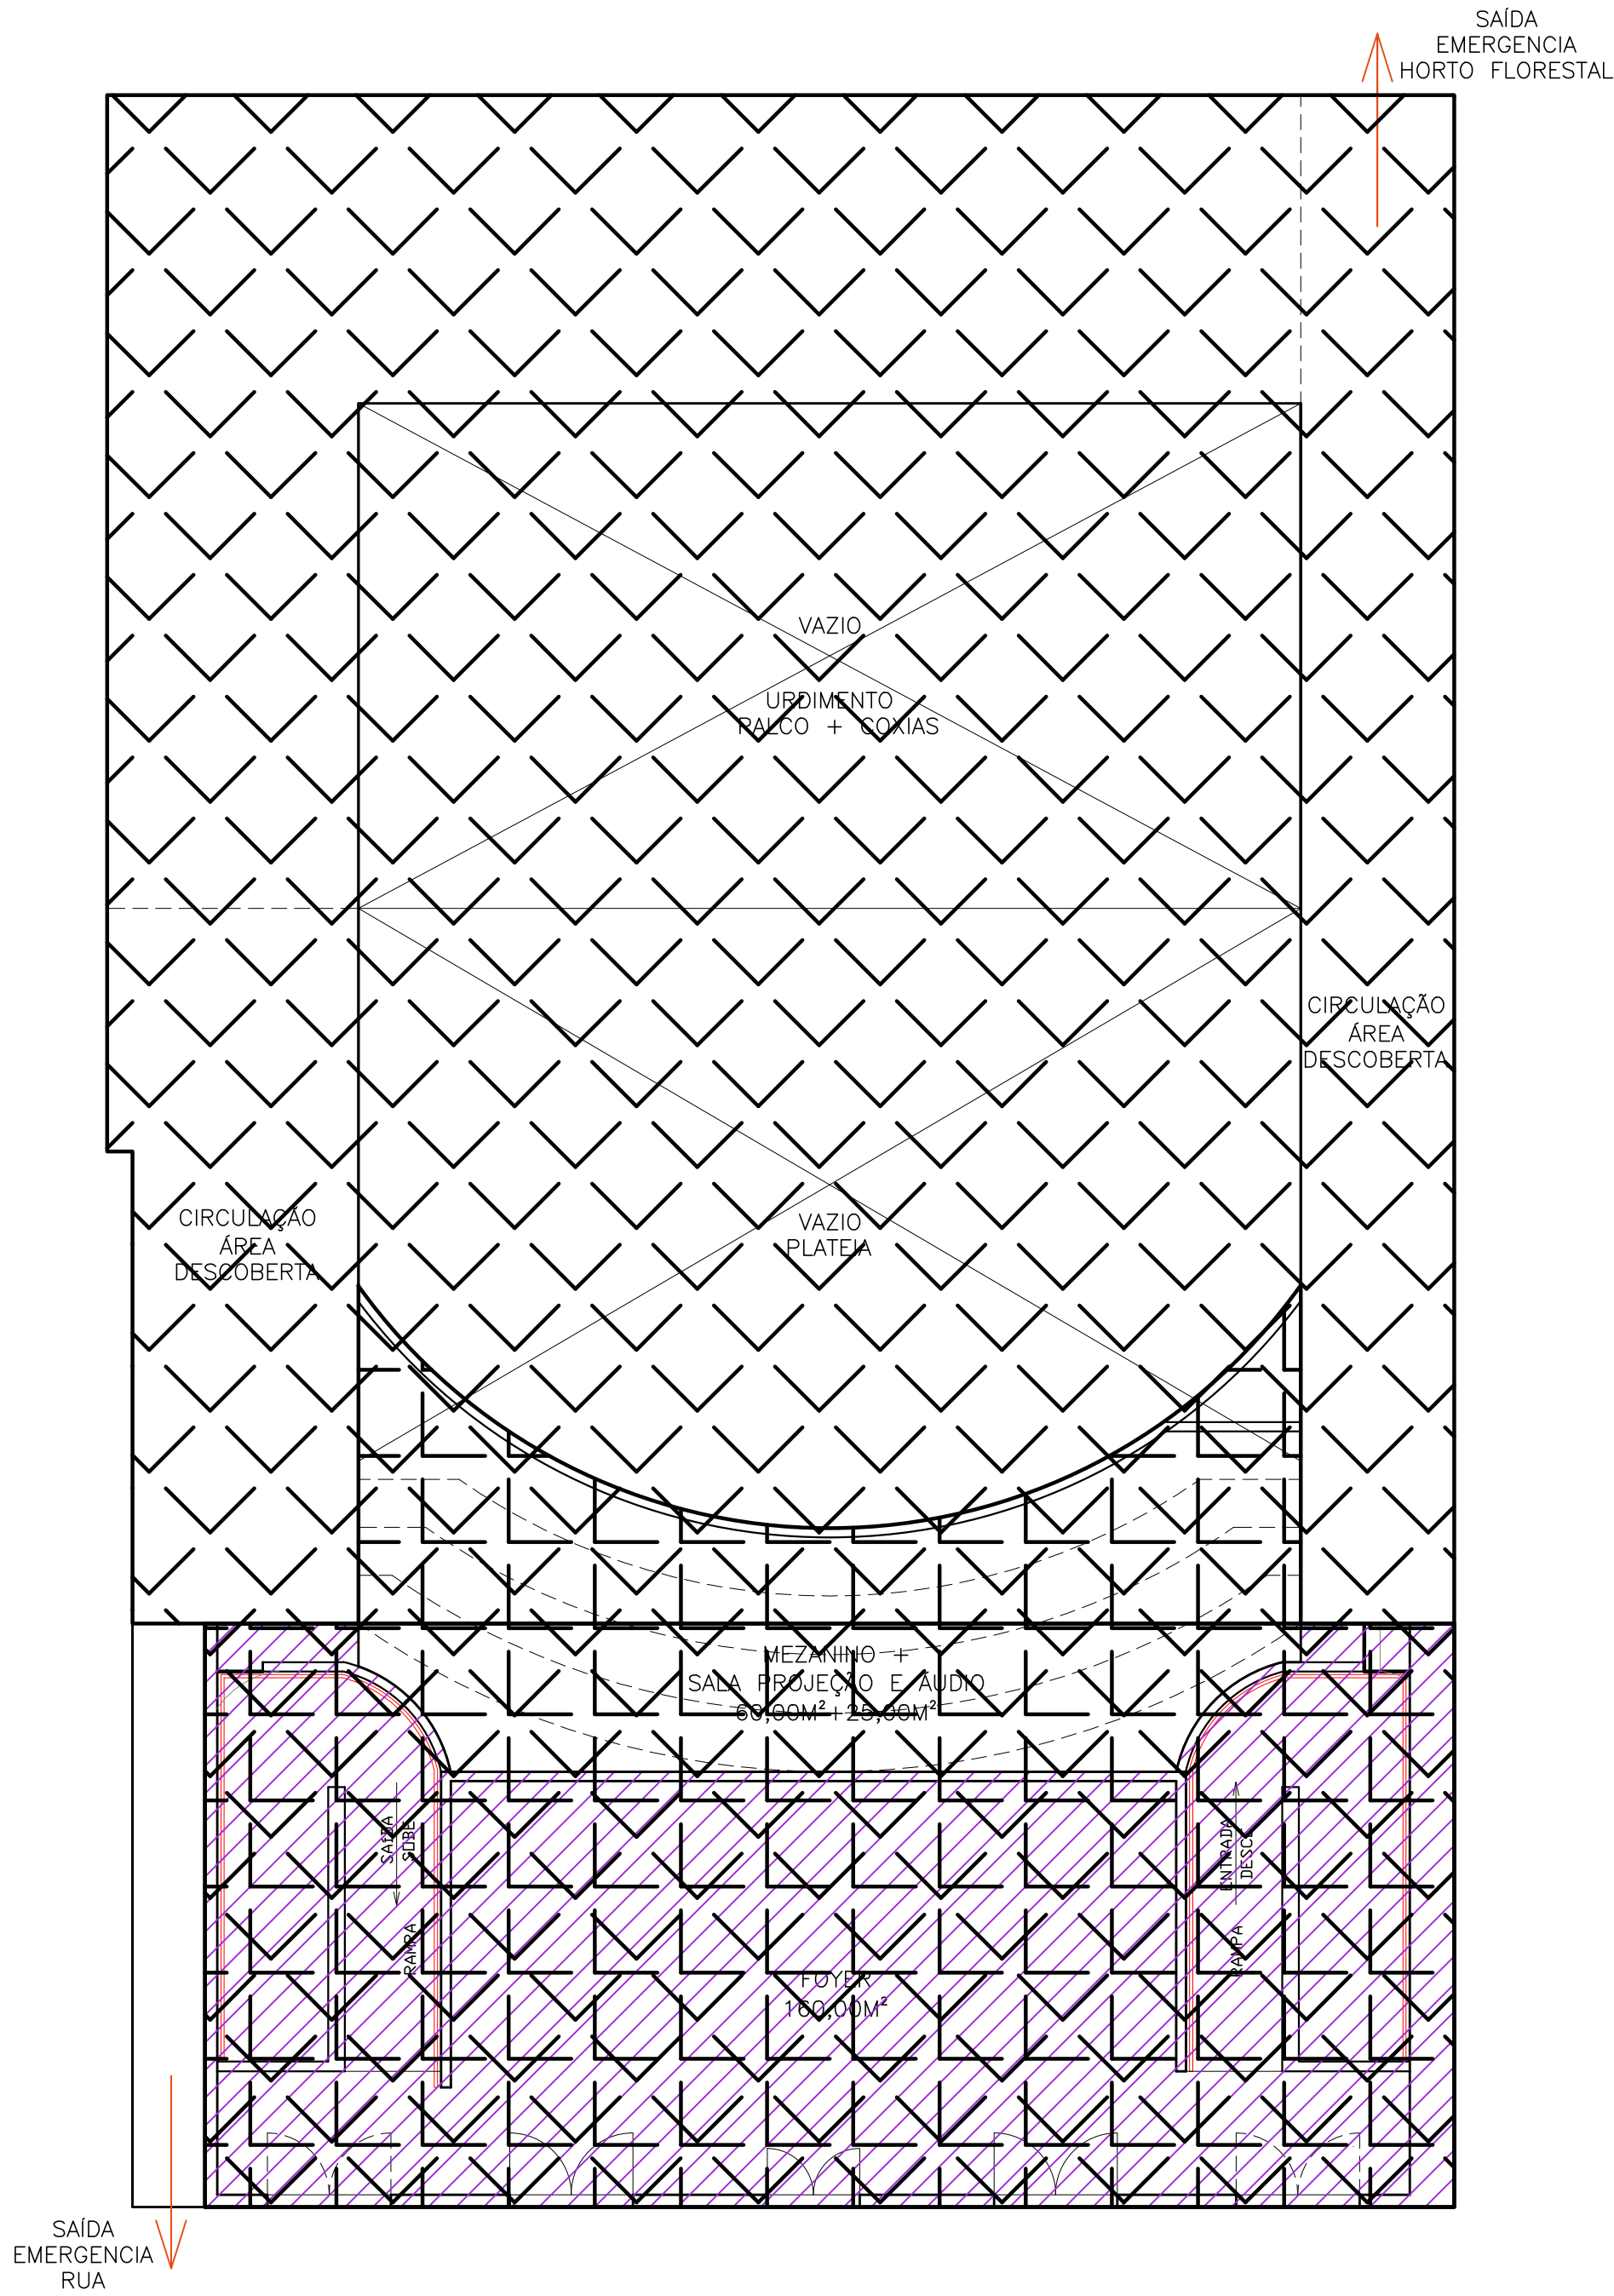 SAÍDA
EMERGENCIA
HORTO FLORESTAL
VAZIO
URDIMENTO
PALCO + COXIAS
CIRCULAÇÃO
ÁREA
DESCOBERTA
CIRCULAÇÃO
ÁREA
DESCOBERTA
VAZIO
PLATEIA
MEZANINO +
SALA PROJEÇÃO E ÁUDIO
60,00M²+25,00M²
SAÍDA
SOBE
RAMPA
ENTRADA
DESCE
RAMPA
FOYER
160,00M²
SAÍDA
EMERGENCIA
RUA